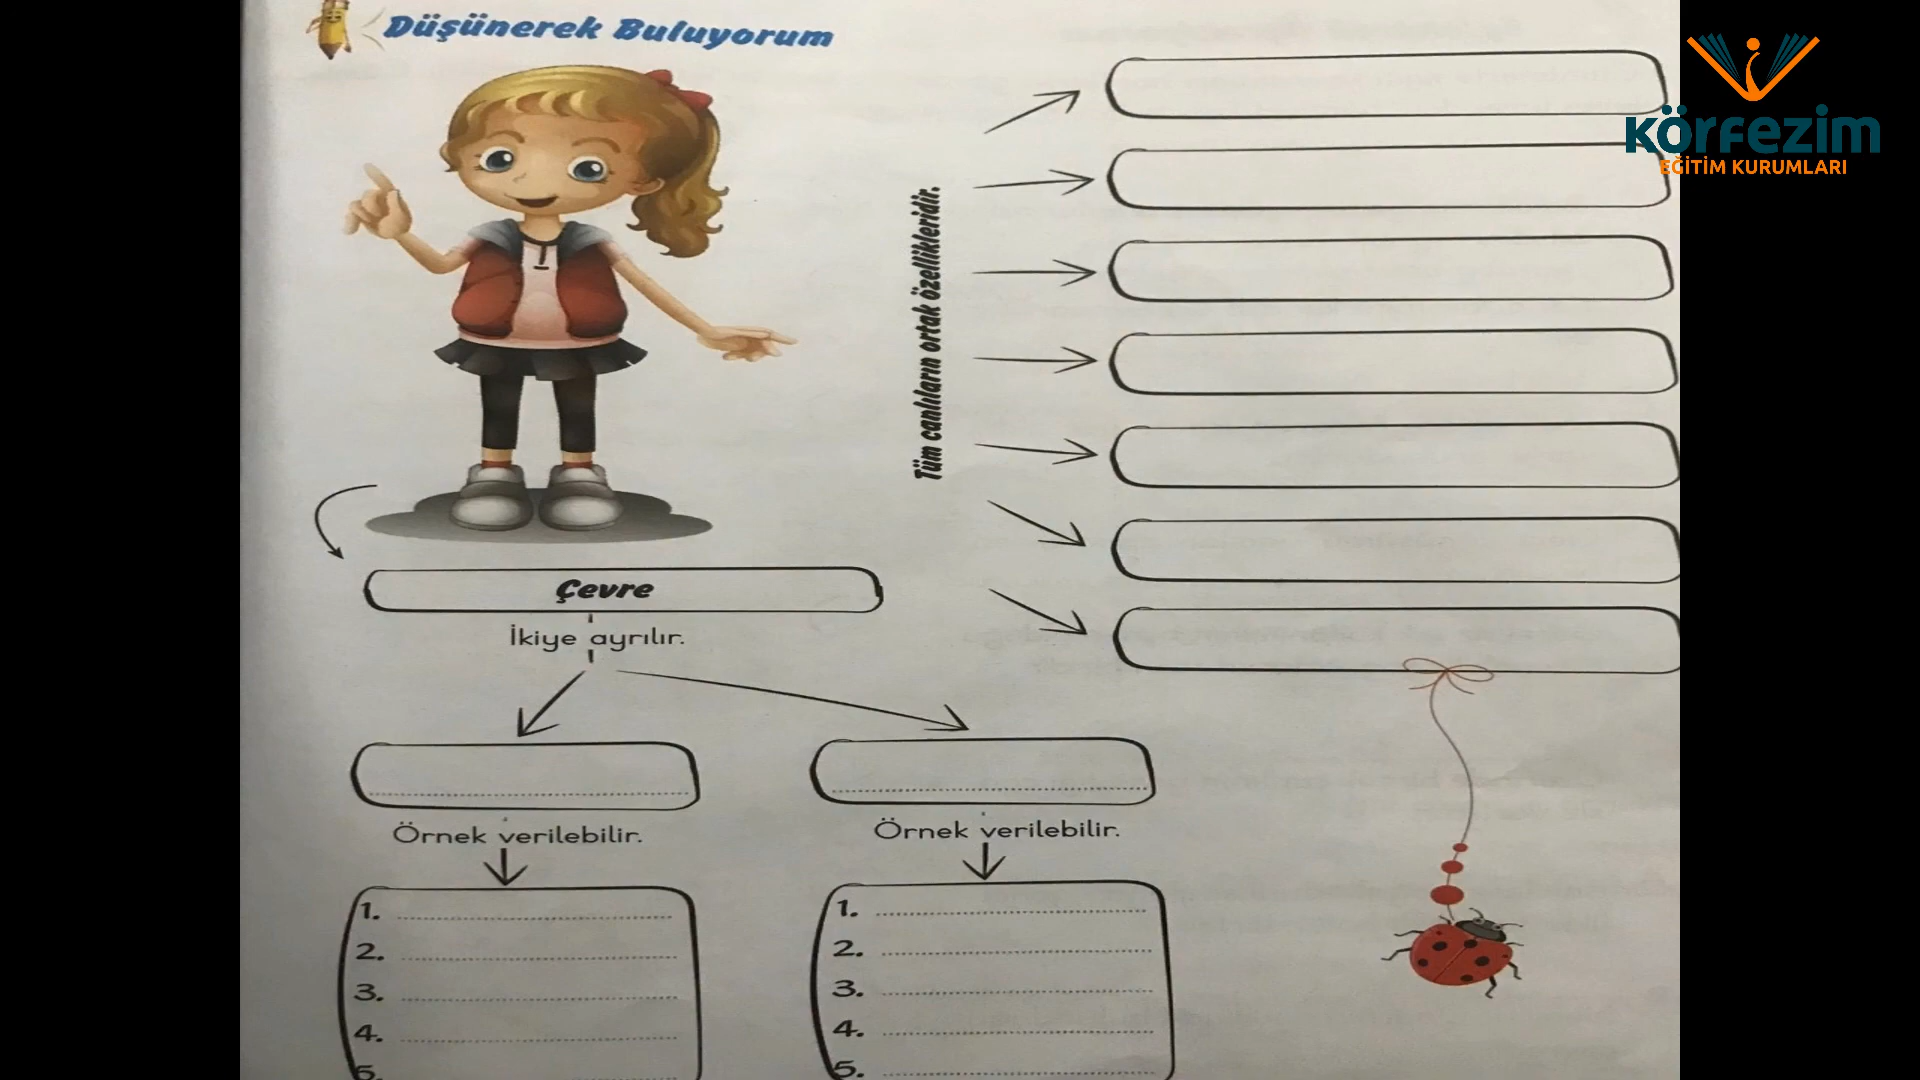 Düşünerek Buluyorum
körfezim
EĞİTİM KURUMLARI
Tüm canlıların ortak özellikleridir.
Çevre
İkiye ayrılır.
Örnek verilebilir.
Örnek verilebilir.
1.
2.
3.
4.
5.
1.
2.
3.
4.
5.